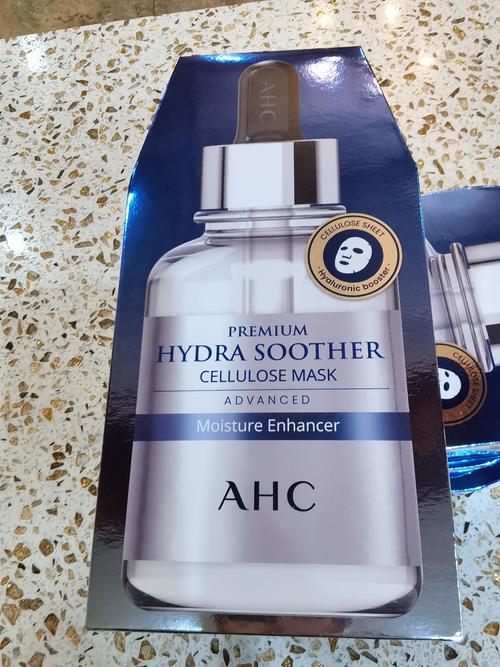 AHC
CELLULOSE SHEET
Hyaluronic booster
PREMIUM
HYDRA SOOTHER
CELLULOSE MASK
ADVANCED
Moisture Enhancer
AHC
CELLULOSE SHEET